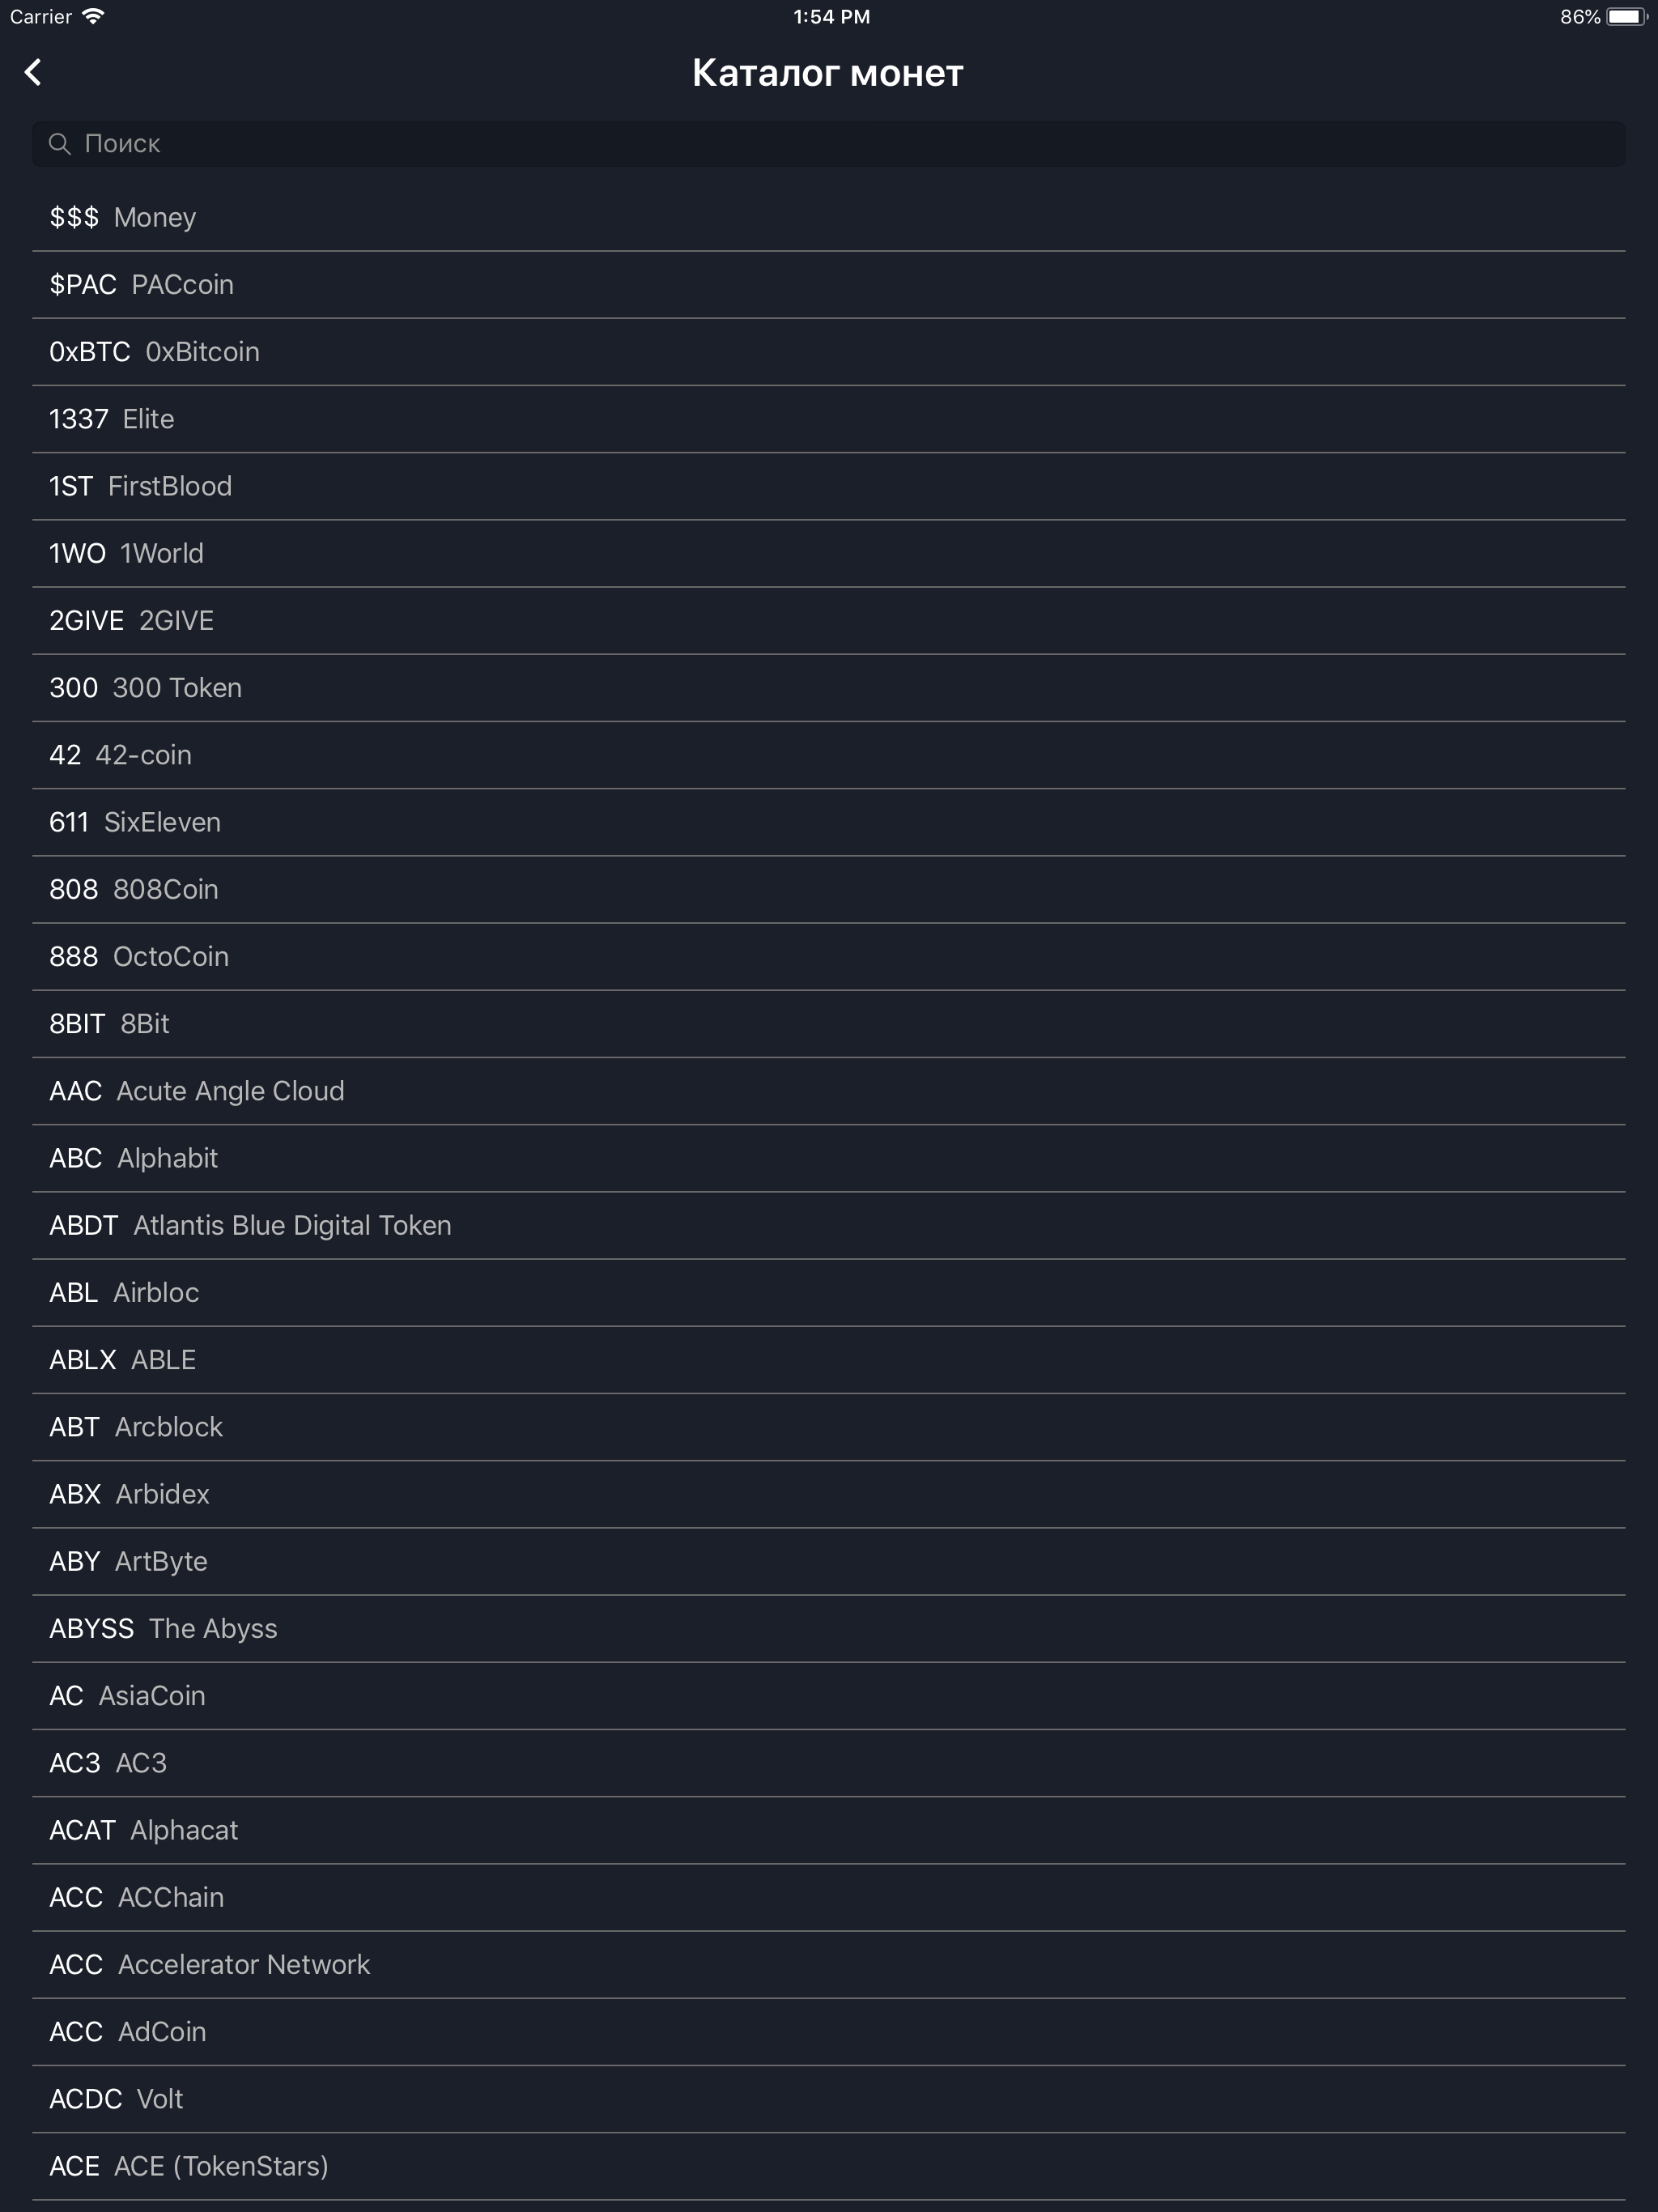 Carrier 1:54 PM 86%
Каталог монет
Поиск
$$$ Money
$PAC PACcoin
0xBTC 0xBitcoin
1337 Elite
1ST FirstBlood
1WO 1World
2GIVE 2GIVE
300 300 Token
42 42-coin
611 SixEleven
808 808Coin
888 OctoCoin
8BIT 8Bit
AAC Acute Angle Cloud
ABC Alphabit
ABDT Atlantis Blue Digital Token
ABL Airbloc
ABLX ABLE
ABT Arcblock
ABX Arbidex
ABY ArtByte
ABYSS The Abyss
AC AsiaCoin
AC3 AC3
ACAT Alphacat
ACC ACChain
ACC Accelerator Network
ACC AdCoin
ACDC Volt
ACE ACE (TokenStars)